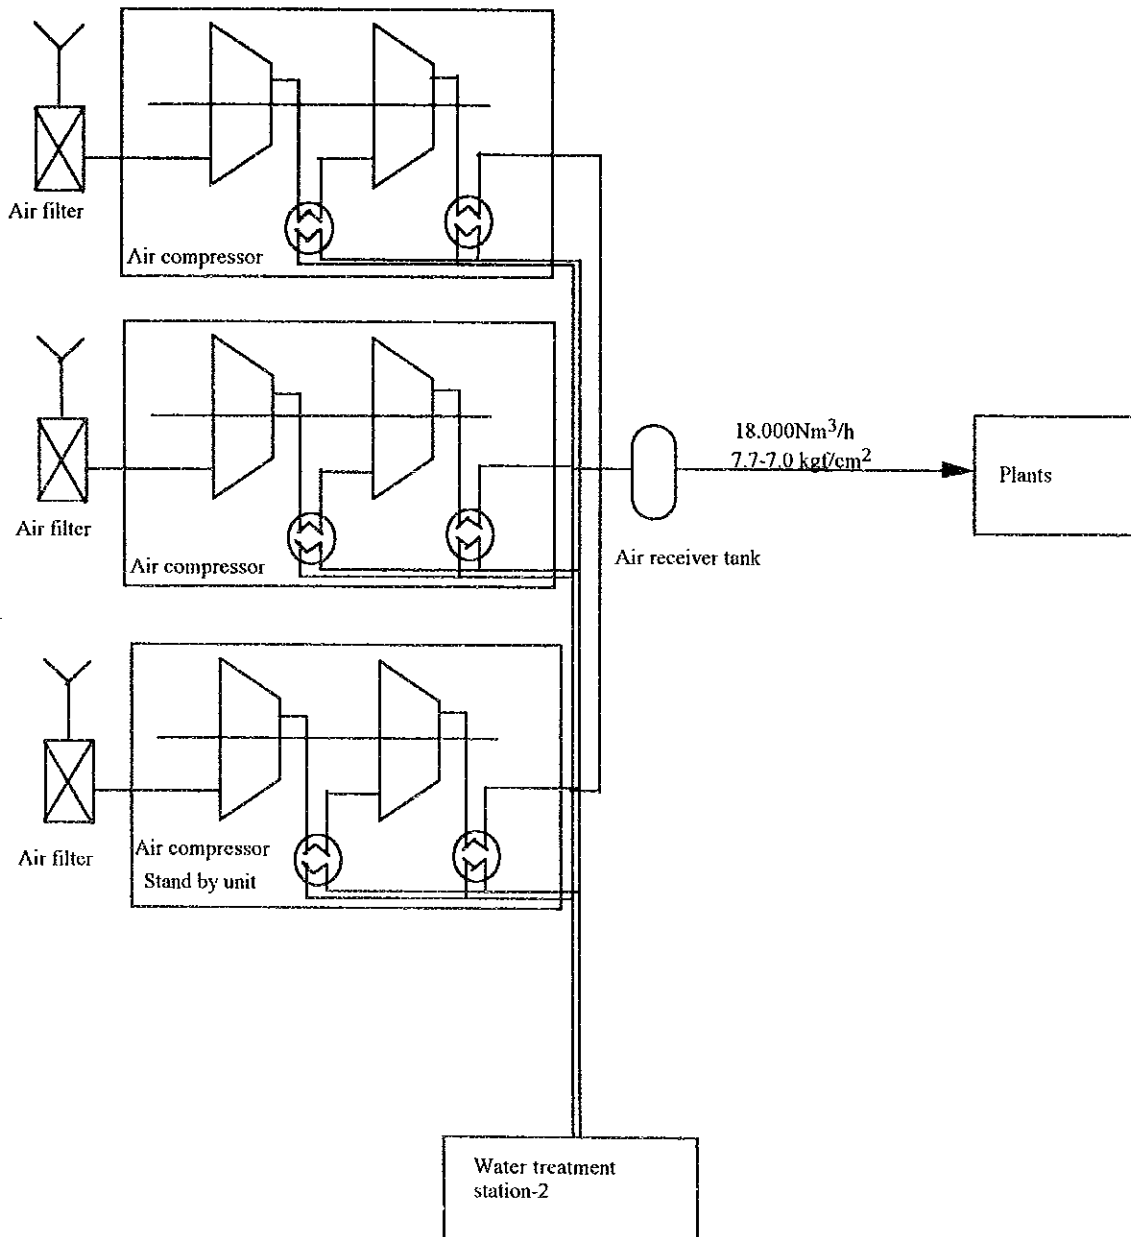 Air filter
Air compressor
18.000Nm³/h
7.7-7.0 kgf/cm²
Plants
Air filter
Air compressor
Air receiver tank
Air filter
Air compressor
Stand by unit
Water treatment
station-2